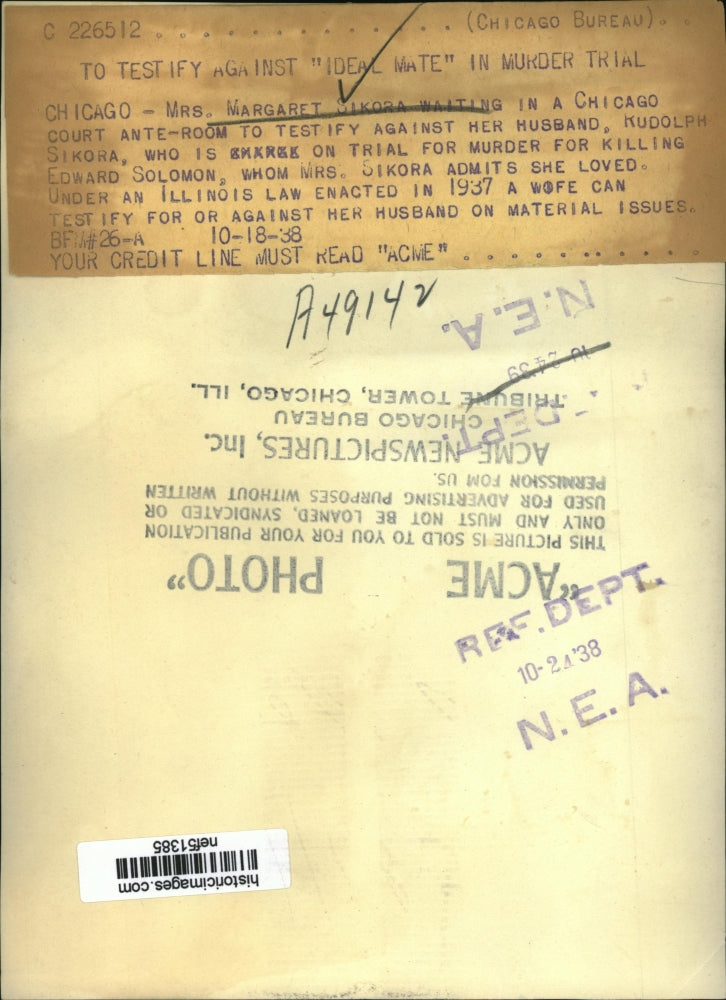 C 226512 . . . . . . . . . . . . (CHICAGO BUREAU). .
TO TESTIFY AGAINST "IDEAL MATE" IN MURDER TRIAL
CHICAGO - MRS. MARGARET SIKORA WAITING IN A CHICAGO
COURT ANTE-ROOM TO TESTIFY AGAINST HER HUSBAND, RUDOLPH
SIKORA, WHO IS ON TRIAL FOR MURDER FOR KILLING
EDWARD SOLOMON, WHOM MRS. SIKORA ADMITS SHE LOVED.
UNDER AN ILLINOIS LAW ENACTED IN 1937 A WIFE CAN
TESTIFY FOR OR AGAINST HER HUSBAND ON MATERIAL ISSUES.
BFM#26-A 10-18-38
YOUR CREDIT LINE MUST READ "ACME" . . . . . . . . . . .
A49142
N.E.A.
DEPT.
"ACME PHOTO"
THIS PICTURE IS SOLD TO YOU FOR YOUR PUBLICATION
ONLY AND MUST NOT BE LOANED, SYNDICATED OR
USED FOR ADVERTISING PURPOSES WITHOUT WRITTEN
PERMISSION FOM US.
ACME NEWSPICTURES, Inc.
CHICAGO BUREAU
TRIBUNE TOWER, CHICAGO, ILL.
REF. DEPT.
10-24'38
N.E.A.
historicimages.com
nef51385